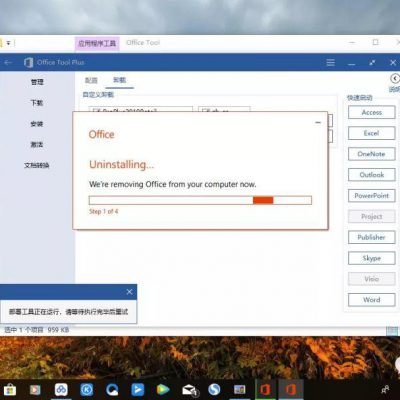 应用程序工具 Office Tool
Office Tool Plus
管理
下载
安装
激活
文档转换
配置 卸载
自定义卸载
快速启动
Access
Excel
OneNote
Outlook
PowerPoint
Project
Publisher
Skype
Visio
Word
Office
Uninstalling...
We're removing Office from your computer now.
Step 1 of 4
部署工具正在运行，请等待执行完毕后重试
选中 1 个项目 959 KB